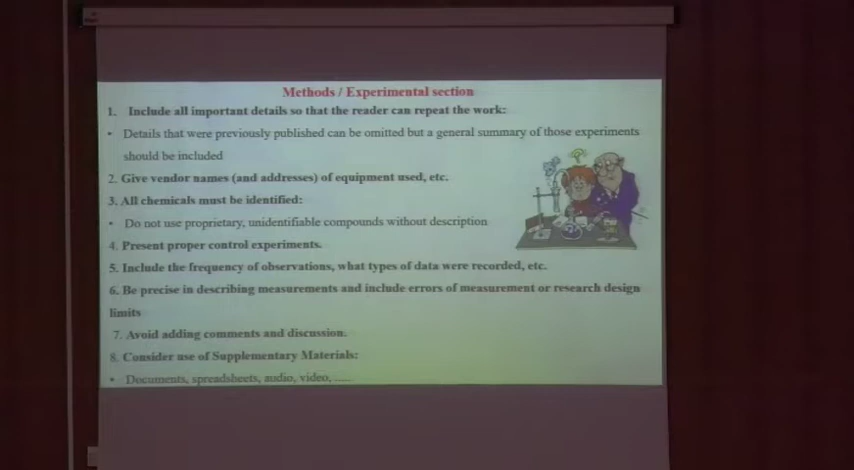 Methods / Experimental section
1. Include all important details so that the reader can repeat the work:
• Details that were previously published can be omitted but a general summary of those experiments
should be included
2. Give vendor names (and addresses) of equipment used, etc.
3. All chemicals must be identified:
• Do not use proprietary, unidentifiable compounds without description
4. Present proper control experiments.
5. Include the frequency of observations, what types of data were recorded, etc.
6. Be precise in describing measurements and include errors of measurement or research design
limits
7. Avoid adding comments and discussion.
8. Consider use of Supplementary Materials:
• Documents, spreadsheets, audio, video, .....